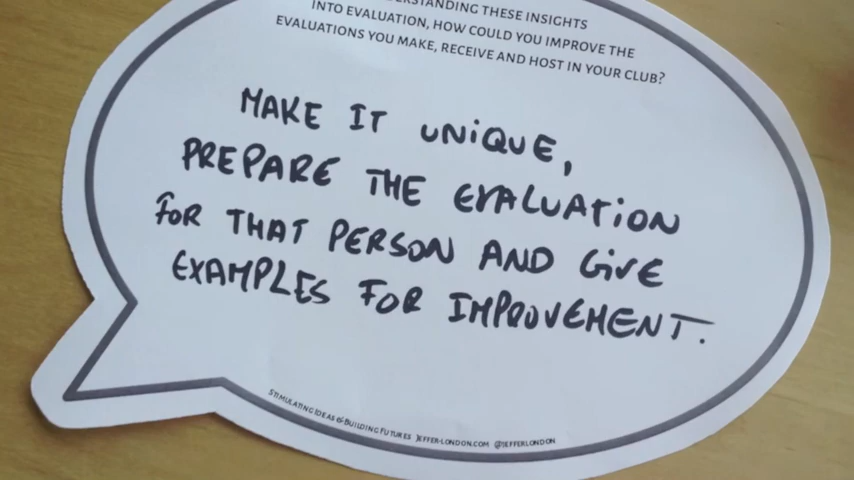 THESE INSIGHTS
INTO EVALUATION, HOW COULD YOU IMPROVE THE
EVALUATIONS YOU MAKE, RECEIVE AND HOST IN YOUR CLUB?
MAKE IT UNIQUE,
PREPARE THE EVALUATION
FOR THAT PERSON AND GIVE
EXAMPLES FOR IMPROVEMENT.
STIMULATING IDEAS & BUILDING FUTURES JEFFER-LONDON.COM @JEFFERLONDON